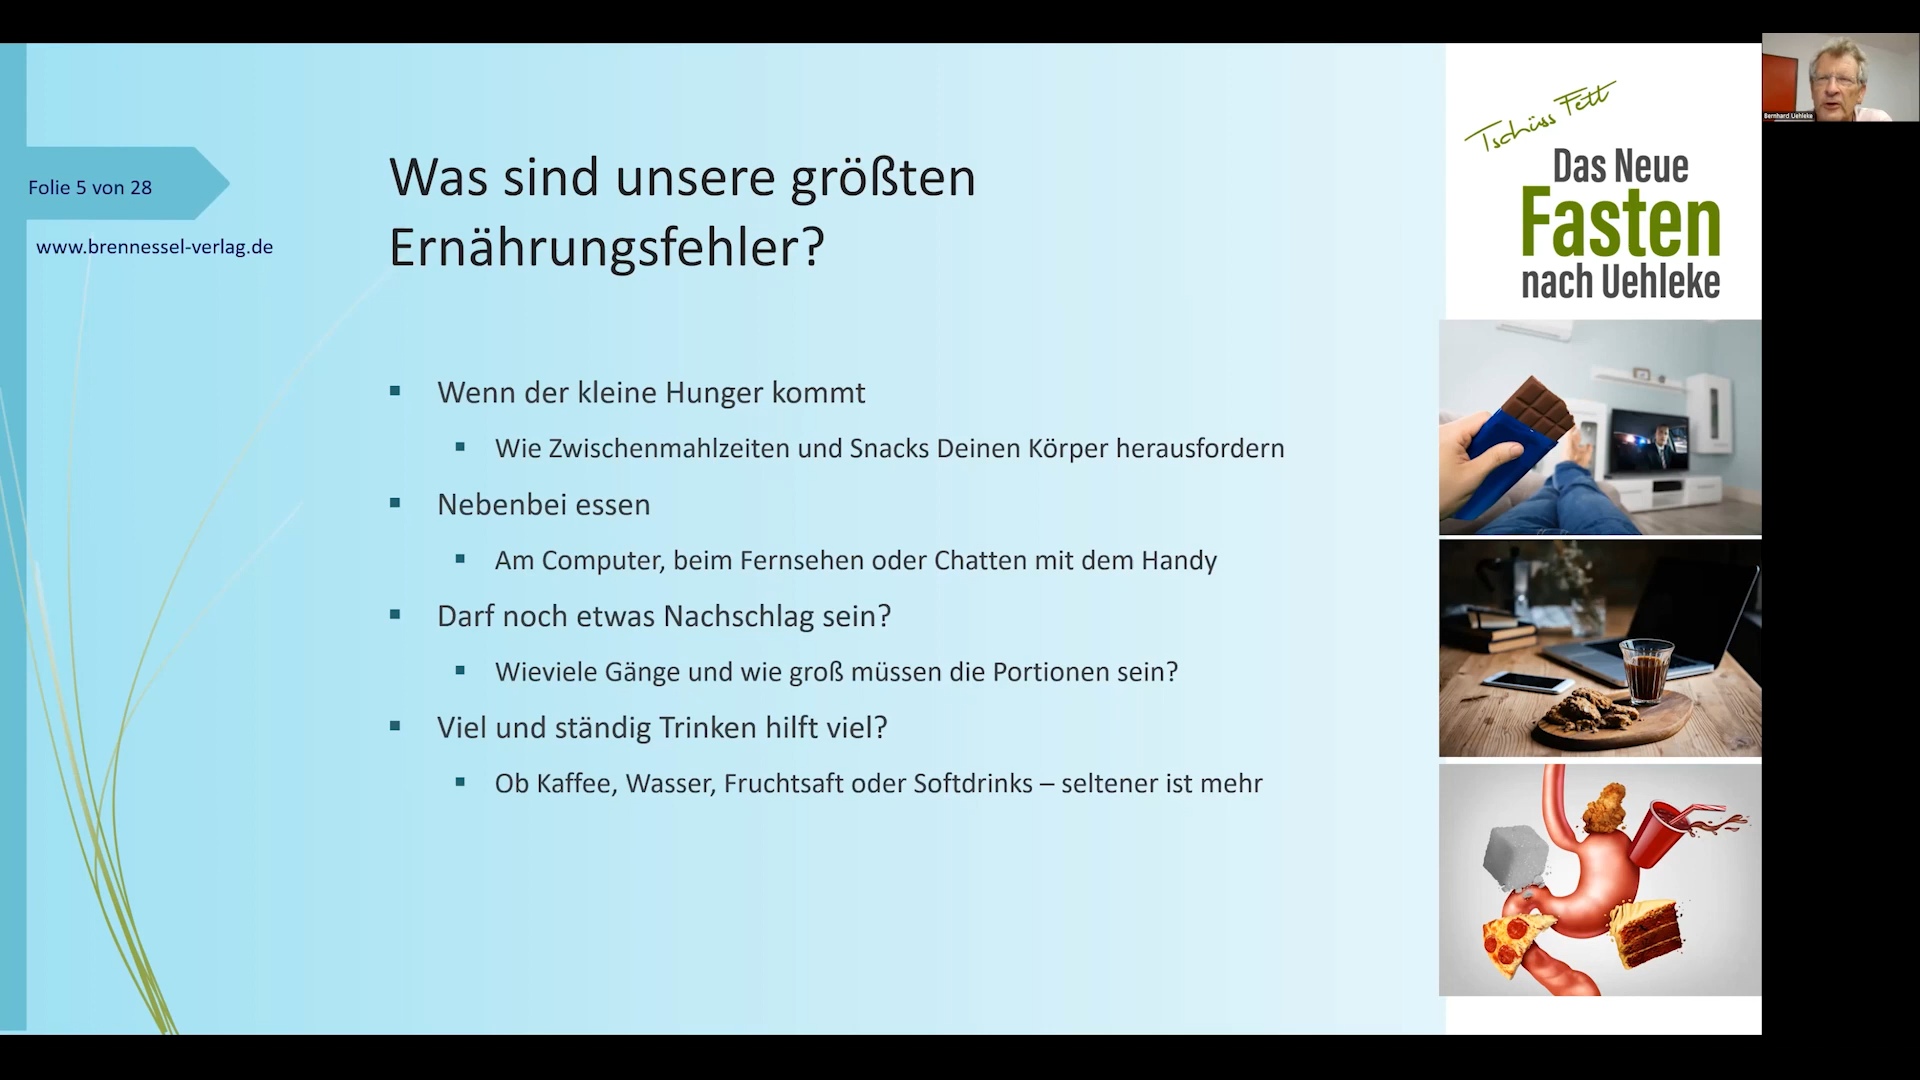 Folie 5 von 28
www.brennessel-verlag.de
Was sind unsere größten
Ernährungsfehler?
Wenn der kleine Hunger kommt
Wie Zwischenmahlzeiten und Snacks Deinen Körper herausfordern
Nebenbei essen
Am Computer, beim Fernsehen oder Chatten mit dem Handy
Darf noch etwas Nachschlag sein?
Wieviele Gänge und wie groß müssen die Portionen sein?
Viel und ständig Trinken hilft viel?
Ob Kaffee, Wasser, Fruchtsaft oder Softdrinks – seltener ist mehr
Tschüss Fett
Das Neue
Fasten
nach Uehleke
Bernhard Uehleke